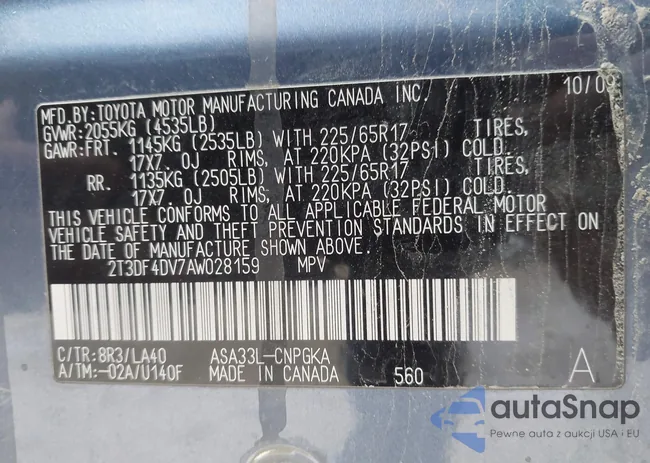 MFD.BY:TOYOTA MOTOR MANUFACTURING CANADA INC. 10/09
GVWR:2055KG (4535LB)
GAWR:FRT. 1145KG (2535LB) WITH 225/65R17 TIRES,
17X7.0J RIMS, AT 220KPA (32PSI) COLD.
RR. 1135KG (2505LB) WITH 225/65R17 TIRES,
17X7.0J RIMS, AT 220KPA (32PSI) COLD.
THIS VEHICLE CONFORMS TO ALL APPLICABLE FEDERAL MOTOR
VEHICLE SAFETY AND THEFT PREVENTION STANDARDS IN EFFECT ON
THE DATE OF MANUFACTURE SHOWN ABOVE.
2T3DF4DV7AW028159 MPV
C/TR:8R3/LA40 ASA33L-CNPGKA
A/TM:-02A/U140F MADE IN CANADA 560 A
autaSnap
Pewne auta z aukcji USA i EU